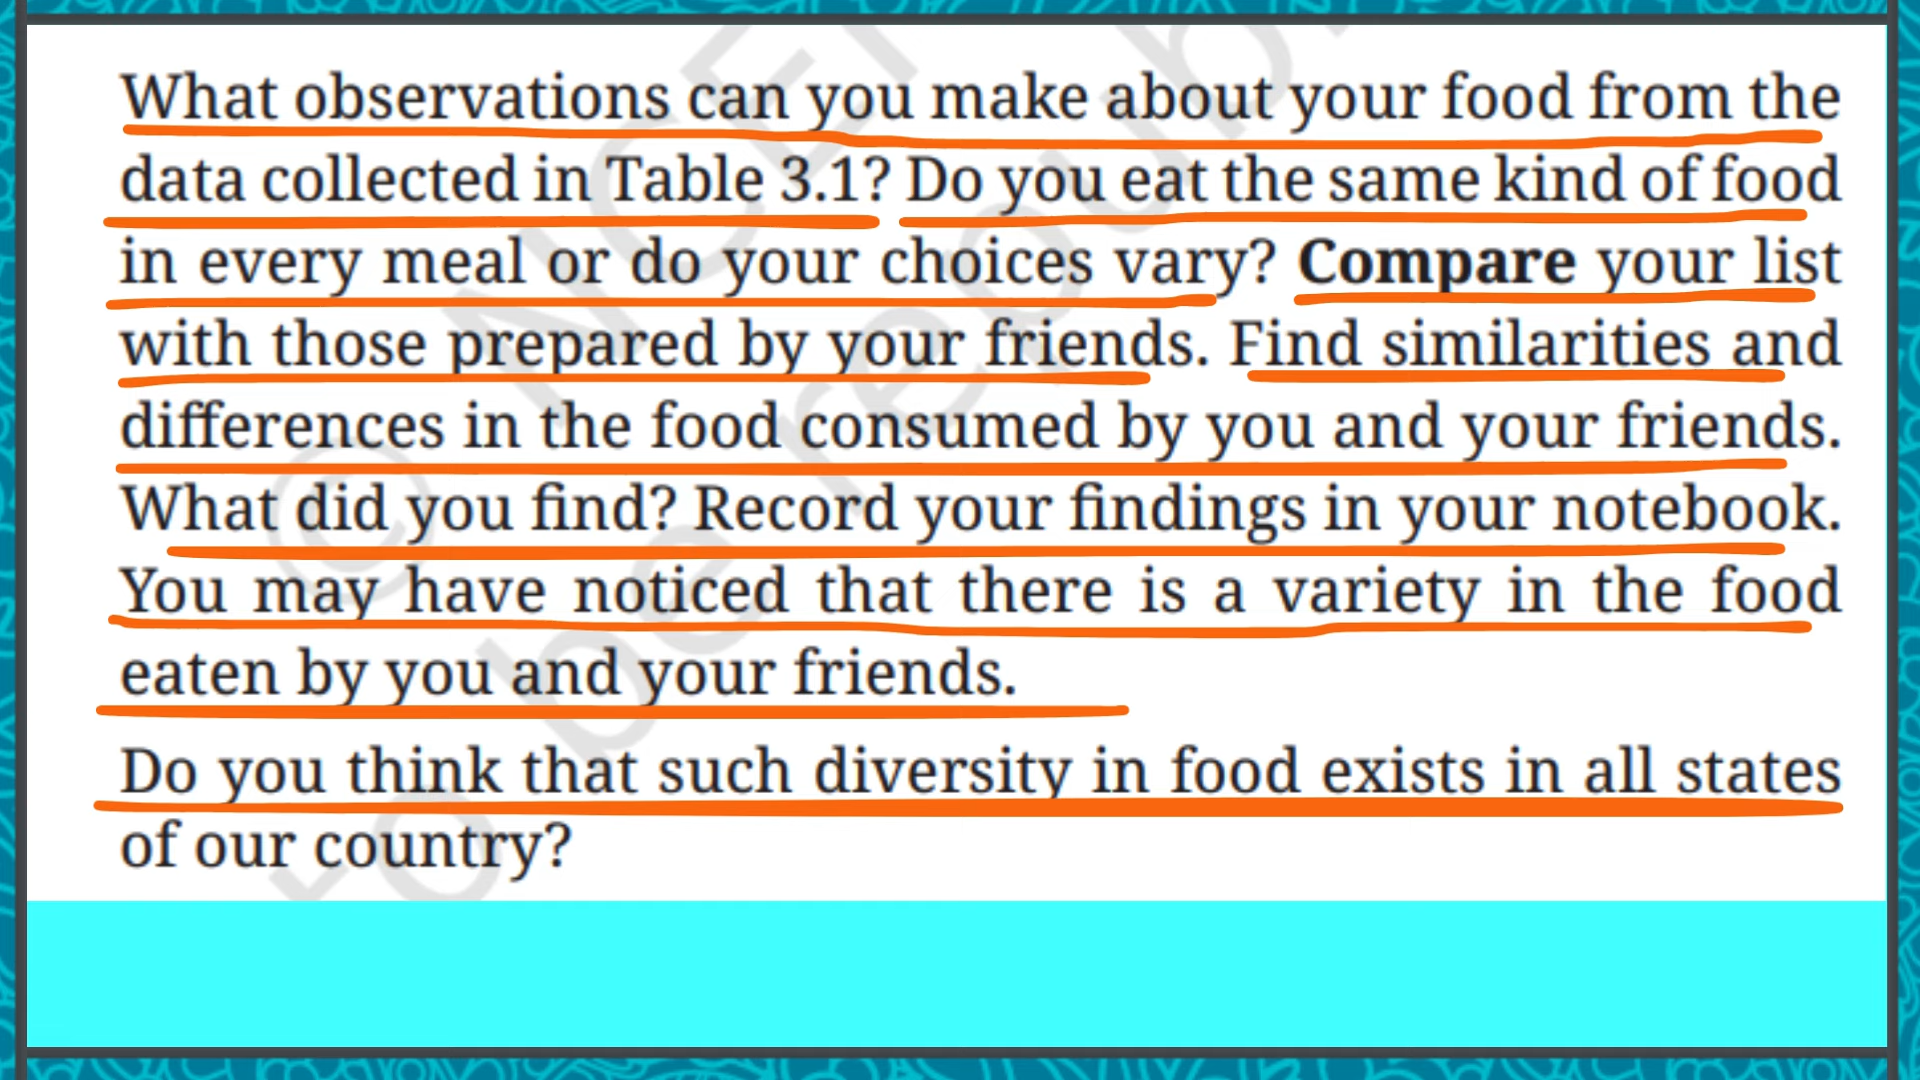 What observations can you make about your food from the
data collected in Table 3.1? Do you eat the same kind of food
in every meal or do your choices vary? Compare your list
with those prepared by your friends. Find similarities and
differences in the food consumed by you and your friends.
What did you find? Record your findings in your notebook.
You may have noticed that there is a variety in the food
eaten by you and your friends.
Do you think that such diversity in food exists in all states
of our country?